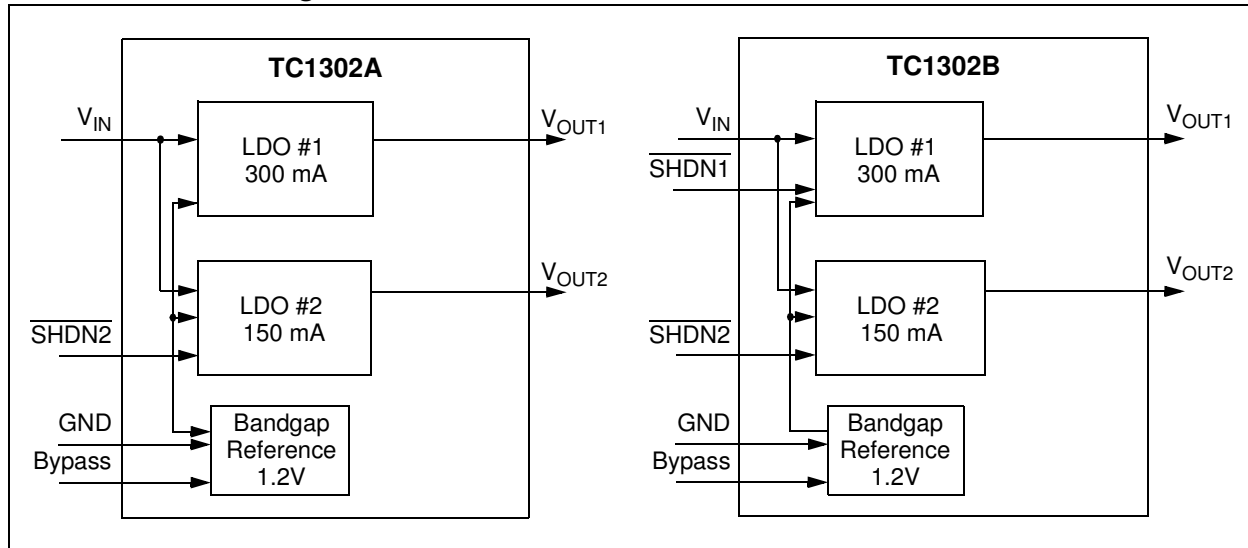 TC1302A
V_IN
LDO #1
300 mA
V_OUT1
LDO #2
150 mA
V_OUT2
SHDN2
GND
Bypass
Bandgap
Reference
1.2V
TC1302B
V_IN
SHDN1
LDO #1
300 mA
V_OUT1
LDO #2
150 mA
V_OUT2
SHDN2
GND
Bypass
Bandgap
Reference
1.2V